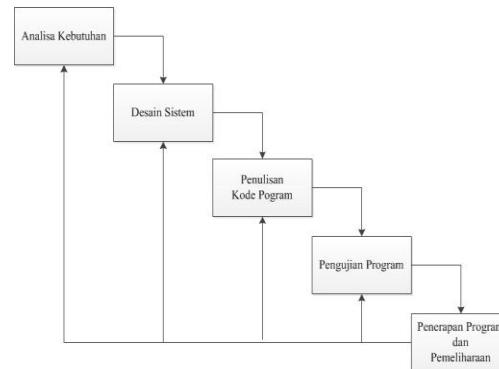 Analisa Kebutuhan
Desain Sistem
Penulisan
Kode Pogram
Pengujian Program
Penerapan Program
dan
Pemeliharaan